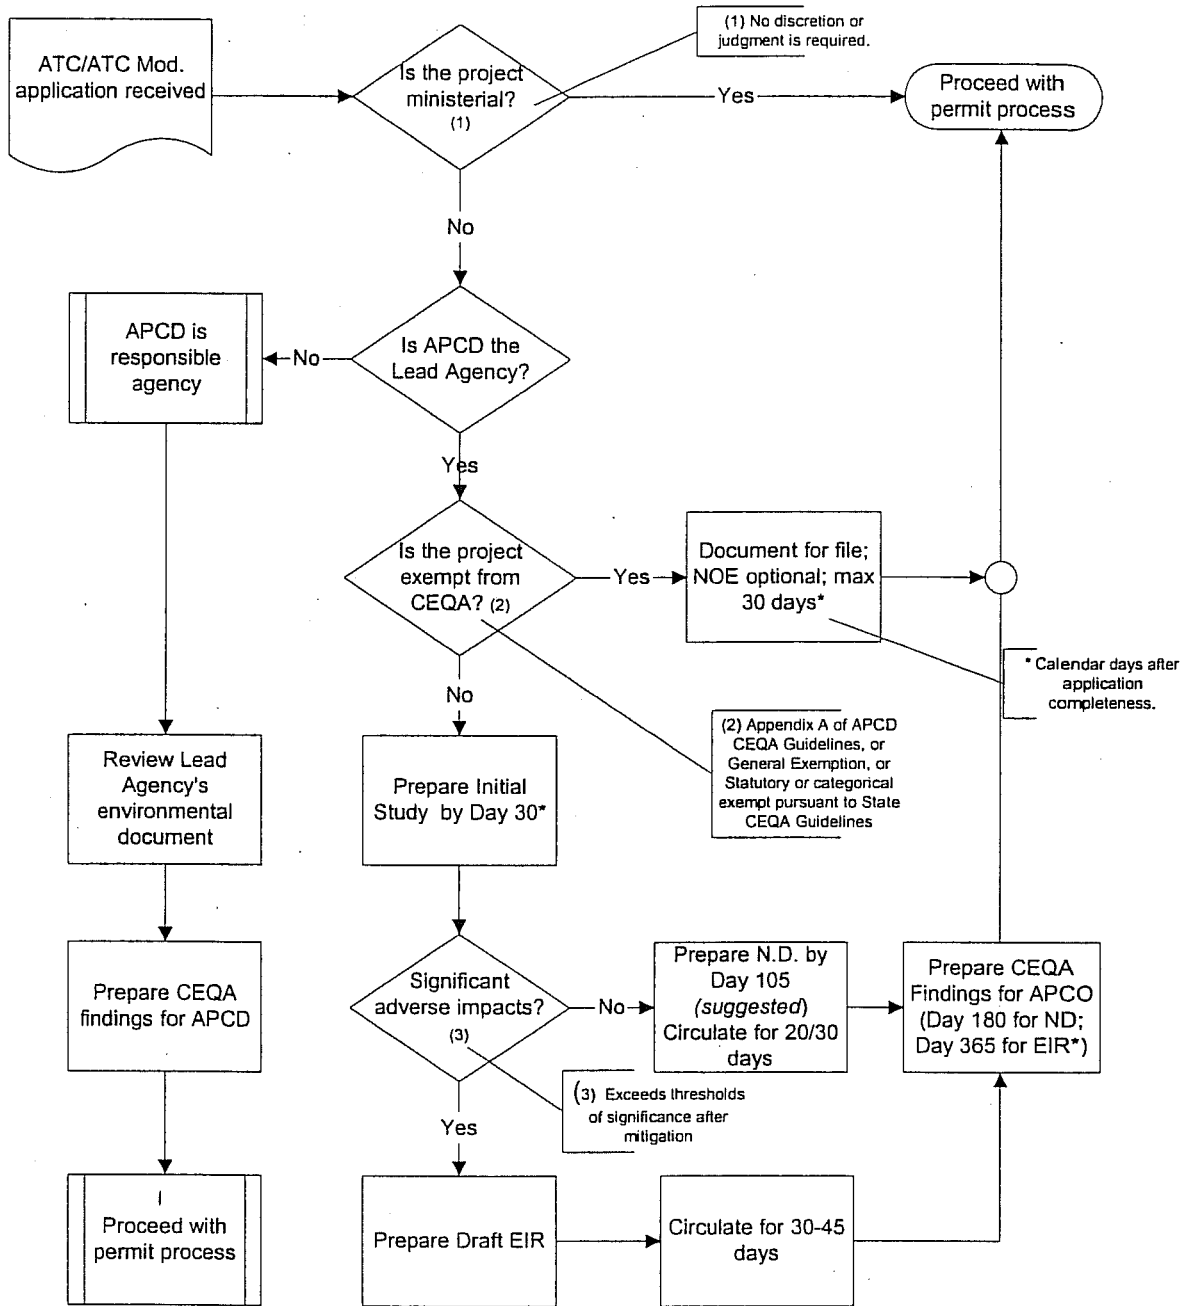 (1) No discretion or
judgment is required.
ATC/ATC Mod.
application received
Is the project
ministerial?
(1)
Yes
Proceed with
permit process
No
APCD is
responsible
agency
No
Is APCD the
Lead Agency?
Yes
Is the project
exempt from
CEQA? (2)
Yes
Document for file;
NOE optional; max
30 days*
* Calendar days after
application
completeness.
No
(2) Appendix A of APCD
CEQA Guidelines, or
General Exemption, or
Statutory or categorical
exempt pursuant to State
CEQA Guidelines
Review Lead
Agency's
environmental
document
Prepare Initial
Study by Day 30*
Prepare CEQA
findings for APCD
Significant
adverse impacts?
(3)
No
Prepare N.D. by
Day 105
(suggested)
Circulate for 20/30
days
Prepare CEQA
Findings for APCO
(Day 180 for ND;
Day 365 for EIR*)
(3) Exceeds thresholds
of significance after
mitigation
Yes
Proceed with
permit process
Prepare Draft EIR
Circulate for 30-45
days